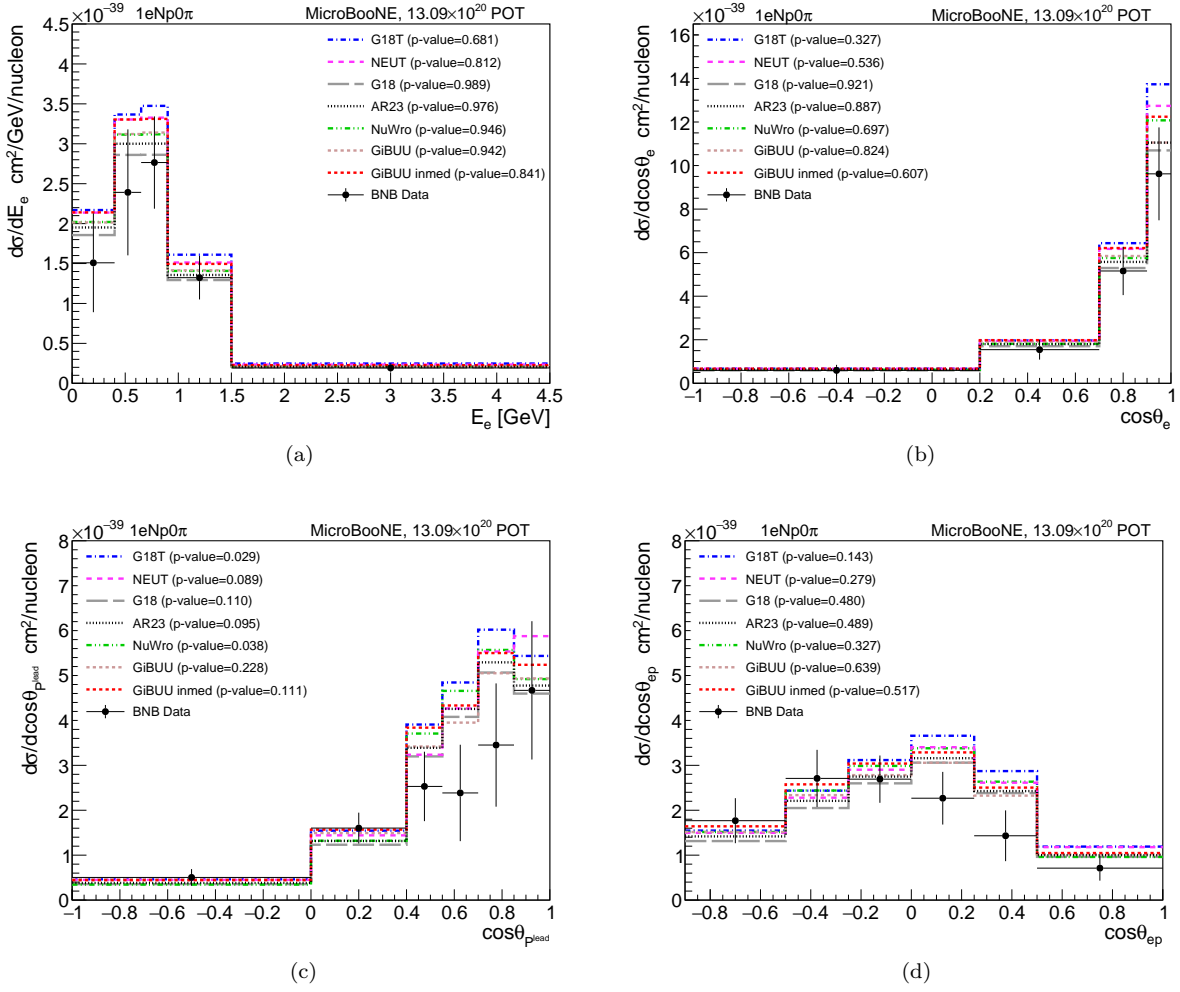 ×10⁻³⁹ 1eNp0π MicroBooNE, 13.09×10²⁰ POT
dσ/dE_e cm²/GeV/nucleon
4.5
4
3.5
3
2.5
2
1.5
1
0.5
0
G18T (p-value=0.681)
NEUT (p-value=0.812)
G18 (p-value=0.989)
AR23 (p-value=0.976)
NuWro (p-value=0.946)
GiBUU (p-value=0.942)
GiBUU inmed (p-value=0.841)
BNB Data
0 0.5 1 1.5 2 2.5 3 3.5 4 4.5
E_e [GeV]
(a)
×10⁻³⁹ 1eNp0π MicroBooNE, 13.09×10²⁰ POT
dσ/dcosθ_e cm²/nucleon
16
14
12
10
8
6
4
2
0
G18T (p-value=0.327)
NEUT (p-value=0.536)
G18 (p-value=0.921)
AR23 (p-value=0.887)
NuWro (p-value=0.697)
GiBUU (p-value=0.824)
GiBUU inmed (p-value=0.607)
BNB Data
−1 −0.8 −0.6 −0.4 −0.2 0 0.2 0.4 0.6 0.8 1
cosθ_e
(b)
×10⁻³⁹ 1eNp0π MicroBooNE, 13.09×10²⁰ POT
dσ/dcosθ_P^lead cm²/nucleon
8
7
6
5
4
3
2
1
0
G18T (p-value=0.029)
NEUT (p-value=0.089)
G18 (p-value=0.110)
AR23 (p-value=0.095)
NuWro (p-value=0.038)
GiBUU (p-value=0.228)
GiBUU inmed (p-value=0.111)
BNB Data
−1 −0.8 −0.6 −0.4 −0.2 0 0.2 0.4 0.6 0.8 1
cosθ_P^lead
(c)
×10⁻³⁹ 1eNp0π MicroBooNE, 13.09×10²⁰ POT
dσ/dcosθ_ep cm²/nucleon
8
7
6
5
4
3
2
1
0
G18T (p-value=0.143)
NEUT (p-value=0.279)
G18 (p-value=0.480)
AR23 (p-value=0.489)
NuWro (p-value=0.327)
GiBUU (p-value=0.639)
GiBUU inmed (p-value=0.517)
BNB Data
−0.8 −0.6 −0.4 −0.2 0 0.2 0.4 0.6 0.8 1
cosθ_ep
(d)